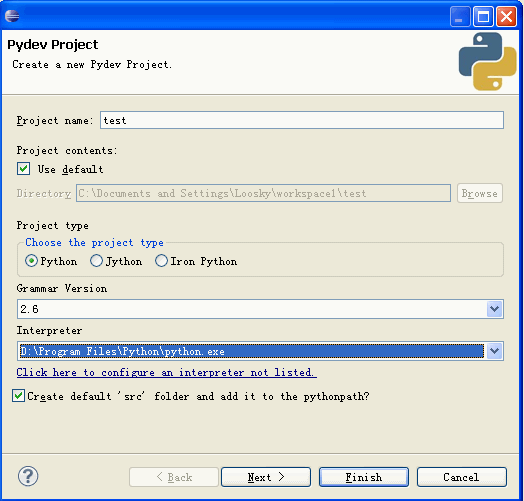 Pydev Project
Create a new Pydev Project.
Project name: test
Project contents:
Use default
Directory C:\Documents and Settings\Loosky\workspace1\test Browse
Project type
Choose the project type
Python Jython Iron Python
Grammar Version
2.6
Interpreter
D:\Program Files\Python\python.exe
Click here to configure an interpreter not listed.
Create default 'src' folder and add it to the pythonpath?
? < Back Next > Finish Cancel